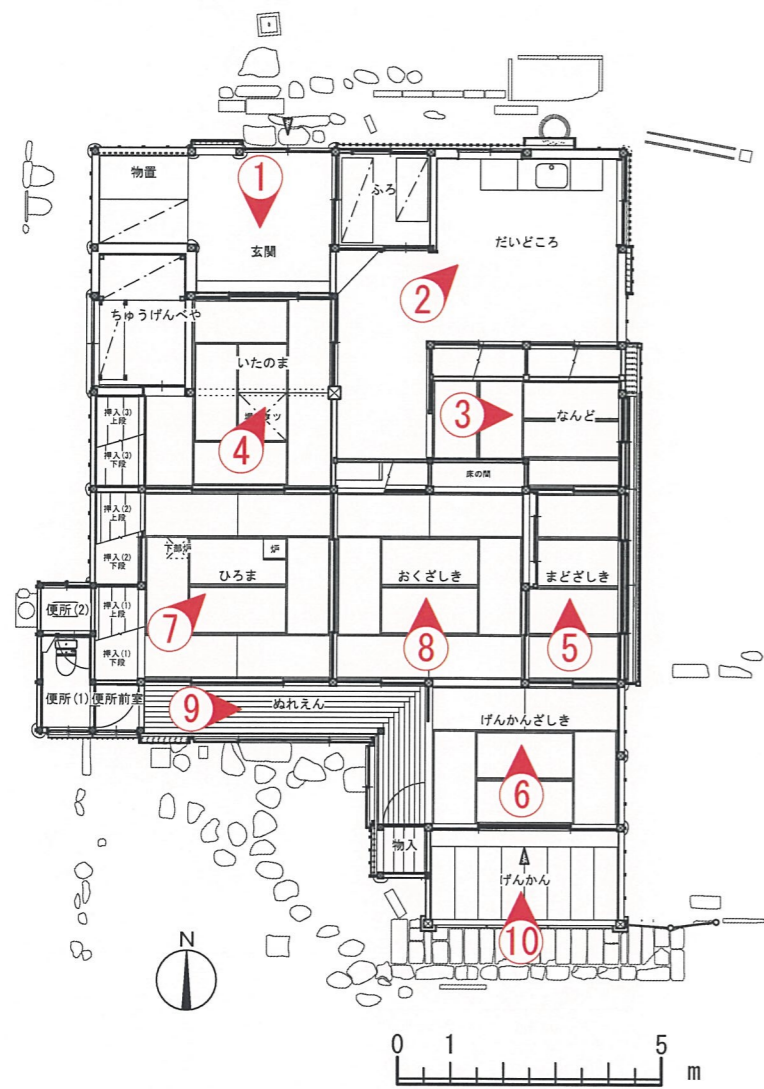 物置
①
玄関
ふろ
だいどころ
②
ちゅうげんべや
いたのま
③
なんど
④
押入(3)
上段
押入(3)
下段
床の間
押入(2)
上段
押入(2)
下段
下部炉
炉
ひろま
おくざしき
まどざしき
便所(2)
押入(1)
上段
押入(1)
下段
⑦
⑧
⑤
便所(1)
便所前室
⑨
ぬれえん
げんかんざしき
⑥
物入
げんかん
⑩
N
0 1 5 m